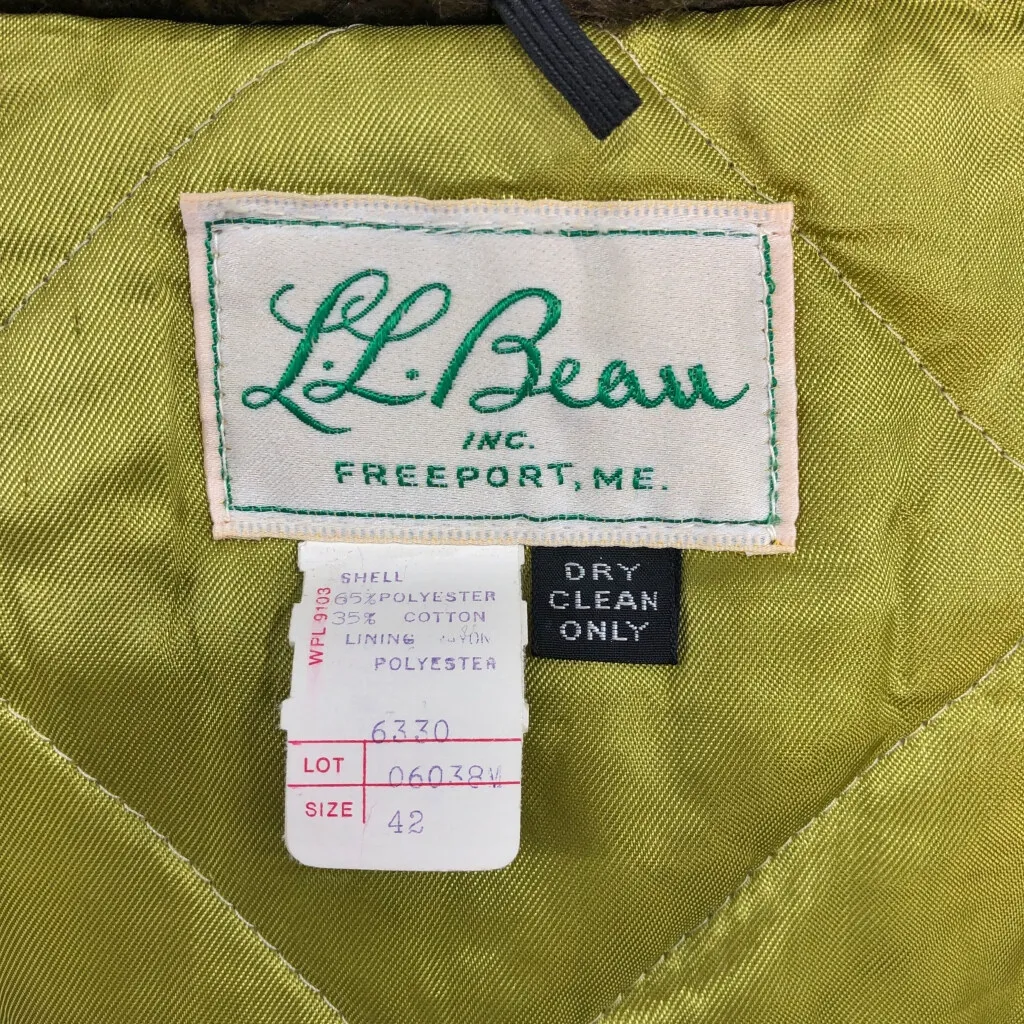 L.L. Bean
INC.
FREEPORT, ME.
SHELL
65% POLYESTER
35% COTTON
LINING
POLYESTER
WPL 9103
6330
LOT 06038W
SIZE 42
DRY
CLEAN
ONLY